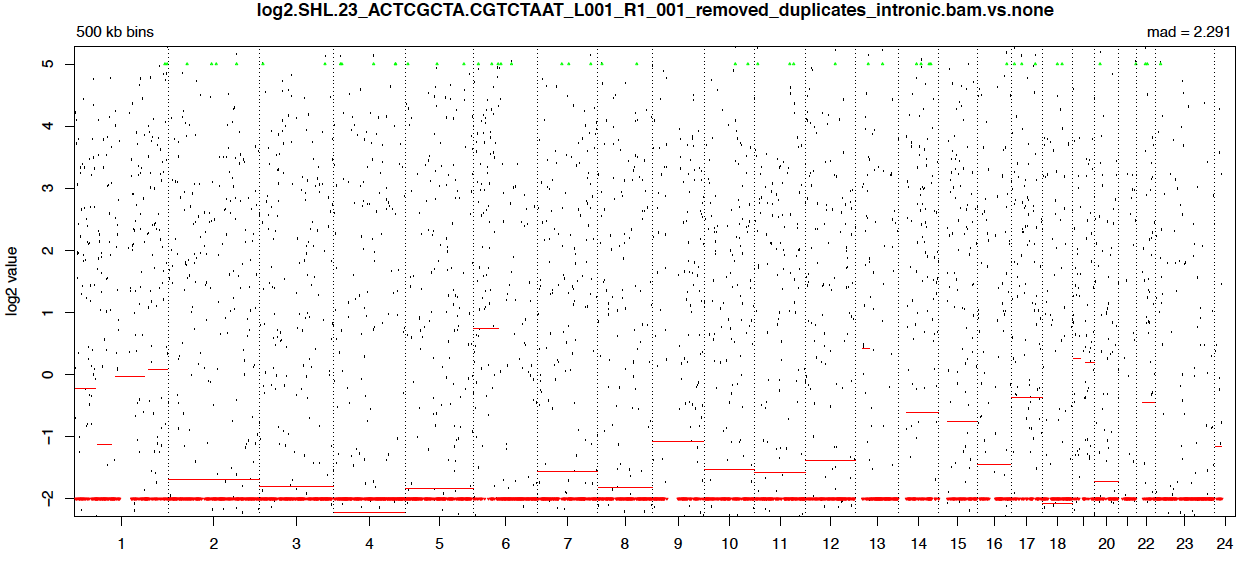 log2.SHL.23_ACTCGCTA.CGTCTAAT_L001_R1_001_removed_duplicates_intronic.bam.vs.none
500 kb bins mad = 2.291
5
4
3
2
1
0
−1
−2
log2 value
1 2 3 4 5 6 7 8 9 10 11 12 13 14 15 16 17 18 20 22 23 24